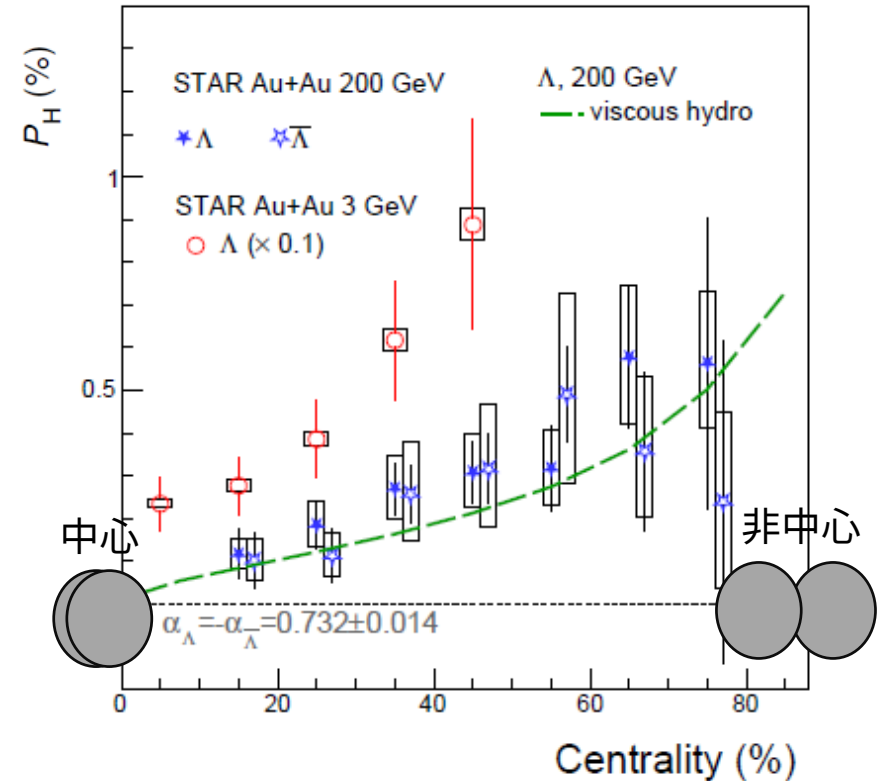 P_H (%)
STAR Au+Au 200 GeV
Λ Λ̅
STAR Au+Au 3 GeV
Λ (× 0.1)
Λ, 200 GeV
viscous hydro
1
0.5
中心
非中心
α_Λ=-α_Λ̅=0.732±0.014
0 20 40 60 80
Centrality (%)